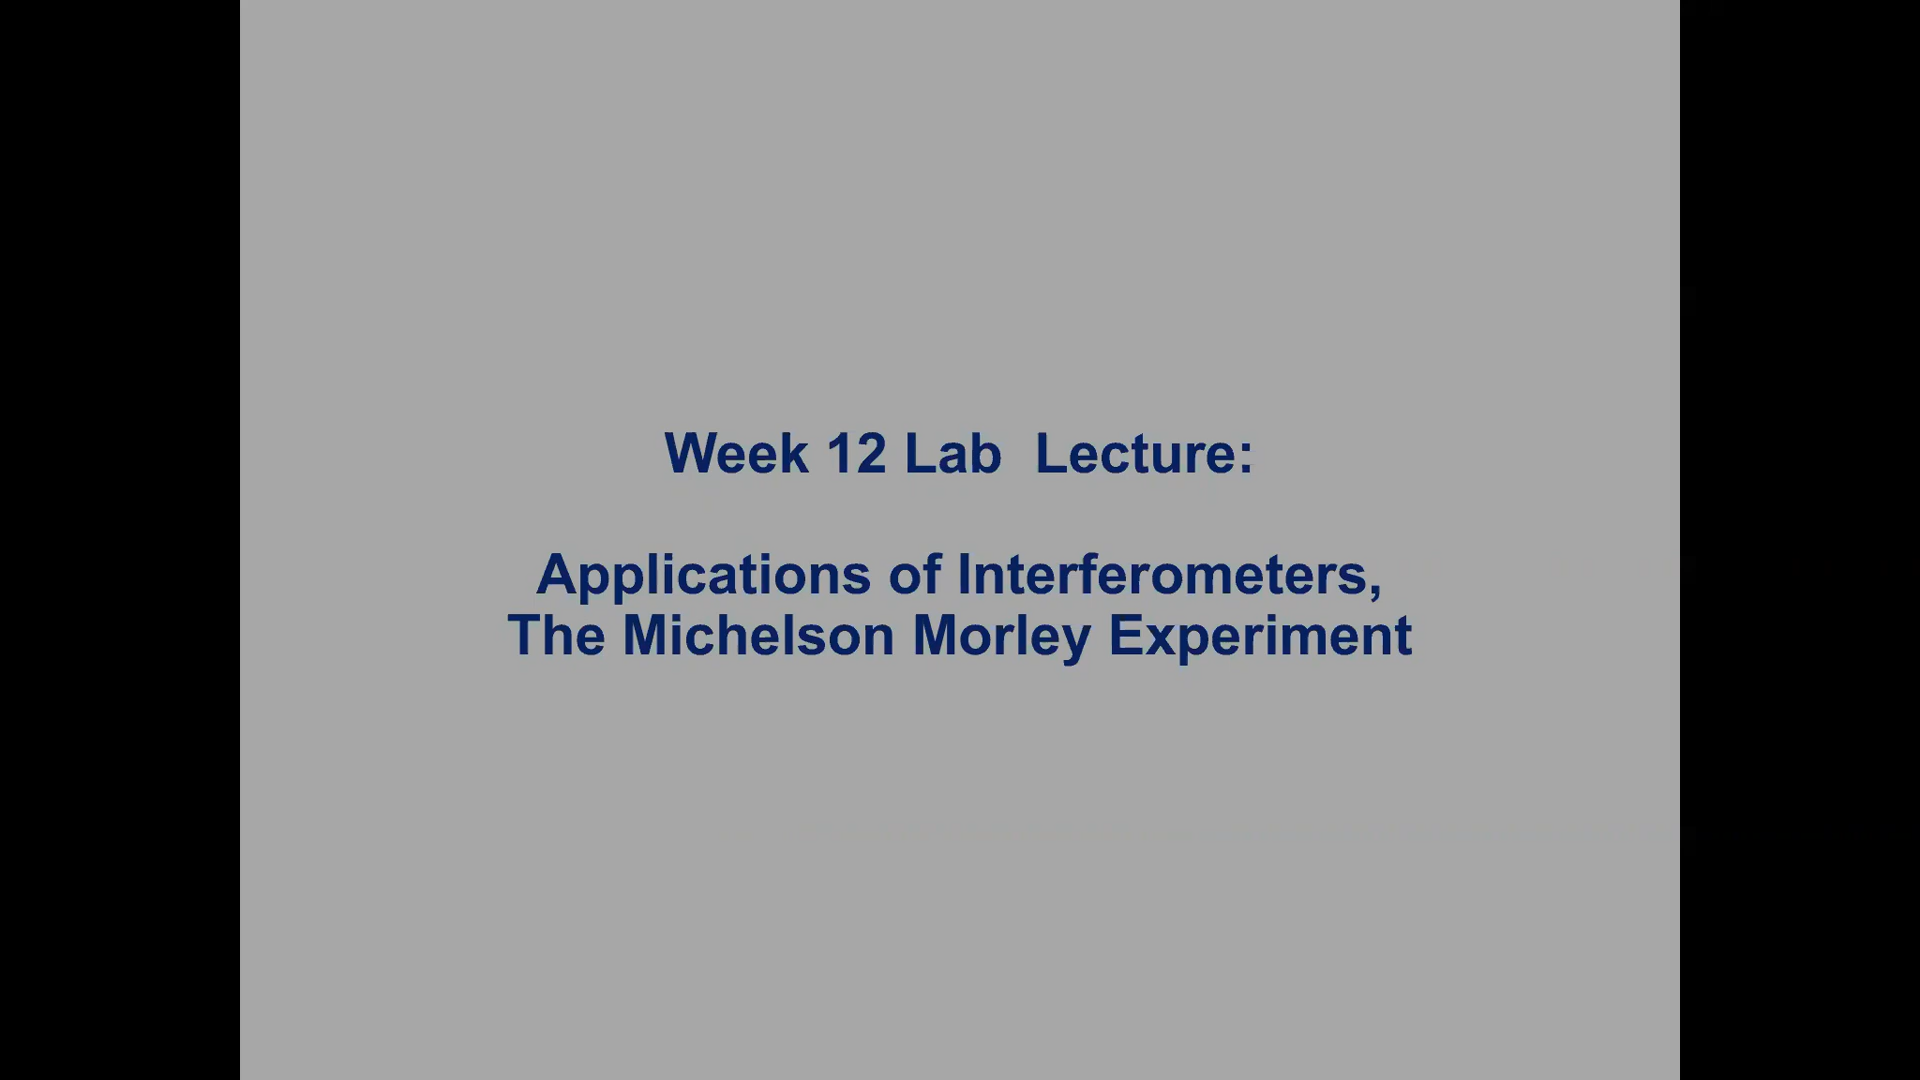 Week 12 Lab  Lecture:
Applications of Interferometers,
The Michelson Morley Experiment